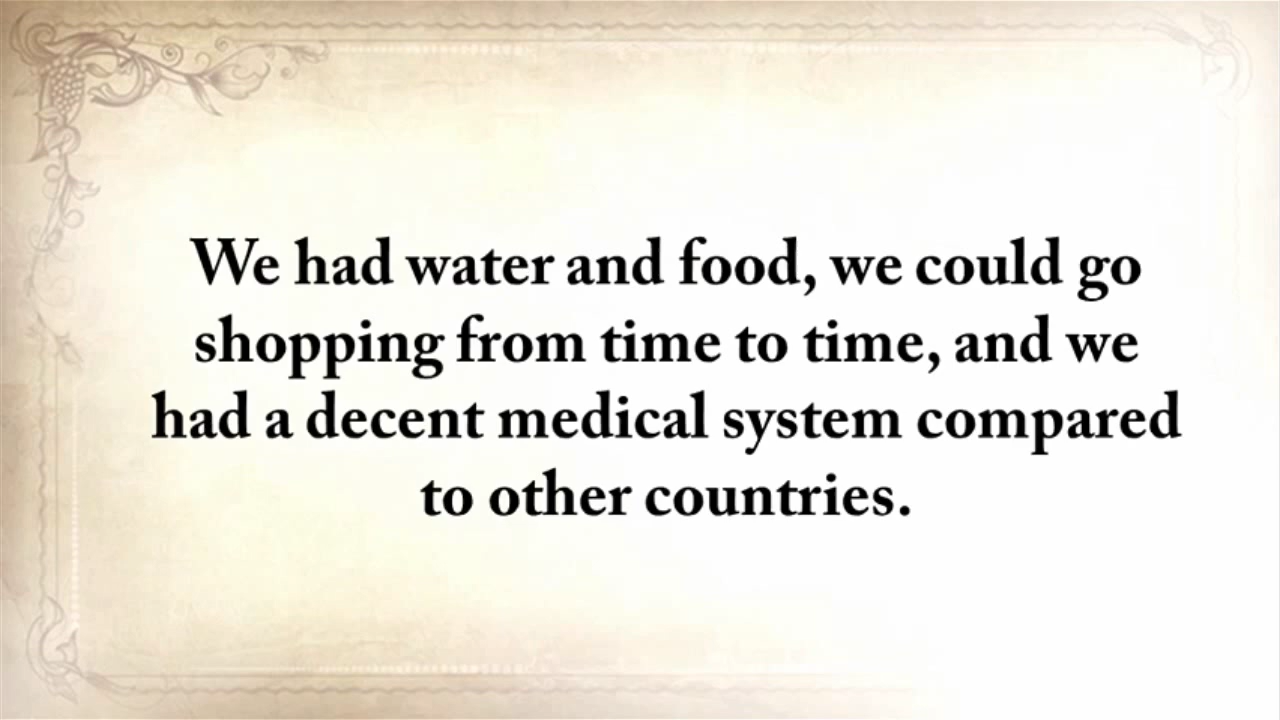 We had water and food, we could go
shopping from time to time, and we
had a decent medical system compared
to other countries.